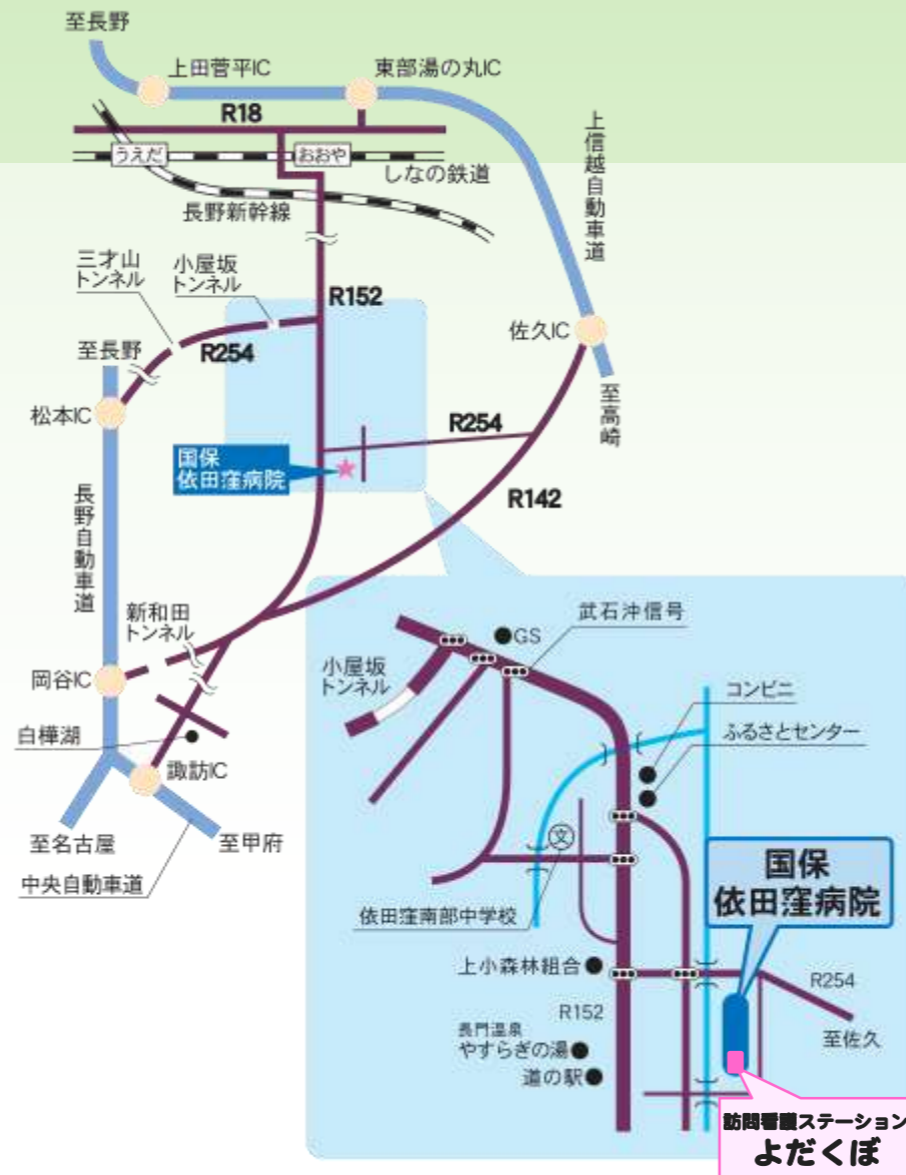 至長野
上田菅平IC
東部湯の丸IC
R18
上信越自動車道
うえだ
おおや
しなの鉄道
長野新幹線
三才山
トンネル
小屋坂
トンネル
R152
佐久IC
至長野
R254
至高崎
松本IC
R254
国保
依田窪病院
R142
長野自動車道
新和田
トンネル
武石沖信号
GS
小屋坂
トンネル
岡谷IC
コンビニ
白樺湖
ふるさとセンター
諏訪IC
文
至名古屋
至甲府
国保
依田窪病院
中央自動車道
依田窪南部中学校
上小森林組合
R254
R152
長門温泉
やすらぎの湯
至佐久
道の駅
訪問看護ステーション
よだくぼ